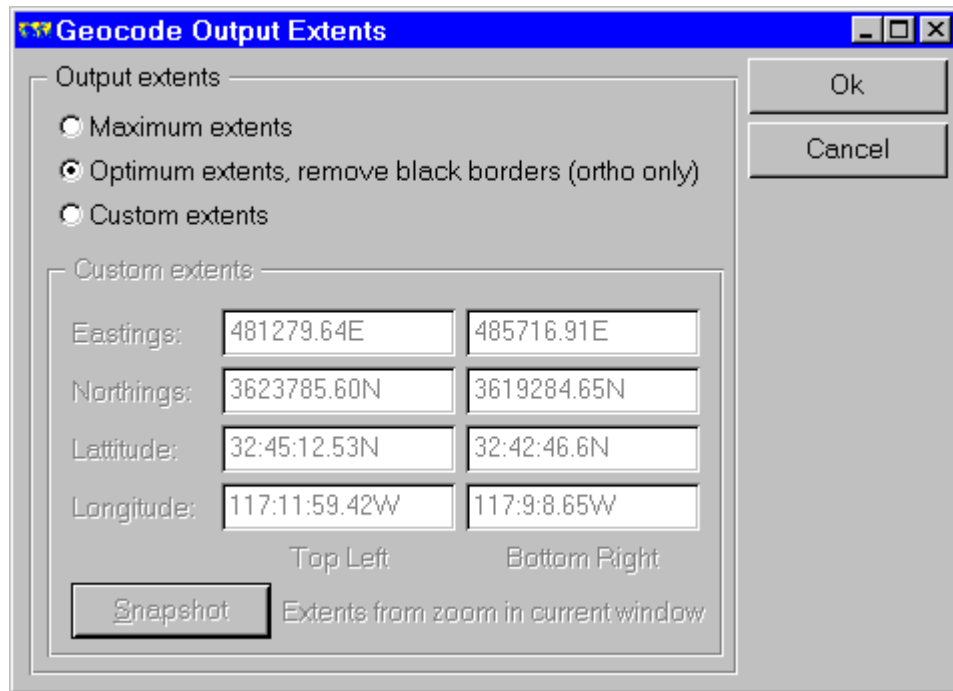 Geocode Output Extents
Output extents
Ok
Maximum extents
Cancel
Optimum extents, remove black borders (ortho only)
Custom extents
Custom extents
Eastings: 481279.64E 485716.91E
Northings: 3623785.60N 3619284.65N
Lattitude: 32:45:12.53N 32:42:46.6N
Longitude: 117:11:59.42W 117:9:8.65W
Top Left Bottom Right
Snapshot Extents from zoom in current window